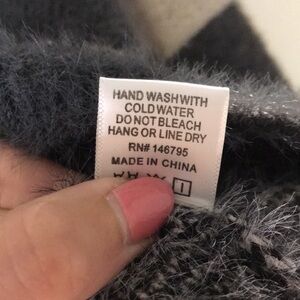 HAND WASH WITH
COLD WATER
DO NOT BLEACH
HANG OR LINE DRY
RN# 146795
MADE IN CHINA